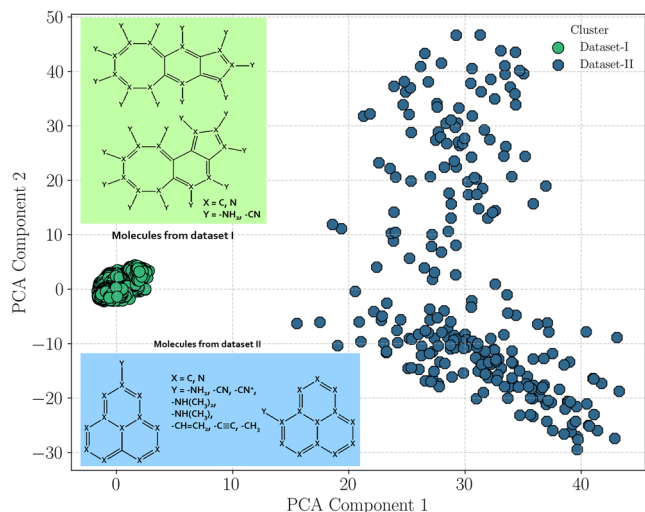 50
40
30
20
10
0
−10
−20
−30
PCA Component 2
X = C, N
Y = -NH₂, -CN
Molecules from dataset I
Cluster
Dataset-I
Dataset-II
Molecules from dataset II
X = C, N
Y = -NH₂, -CN, -CN⁺,
-NH(CH₃)₂,
-NH(CH₃),
-CH=CH₂, -C≡C, -CH₃
0 10 20 30 40
PCA Component 1